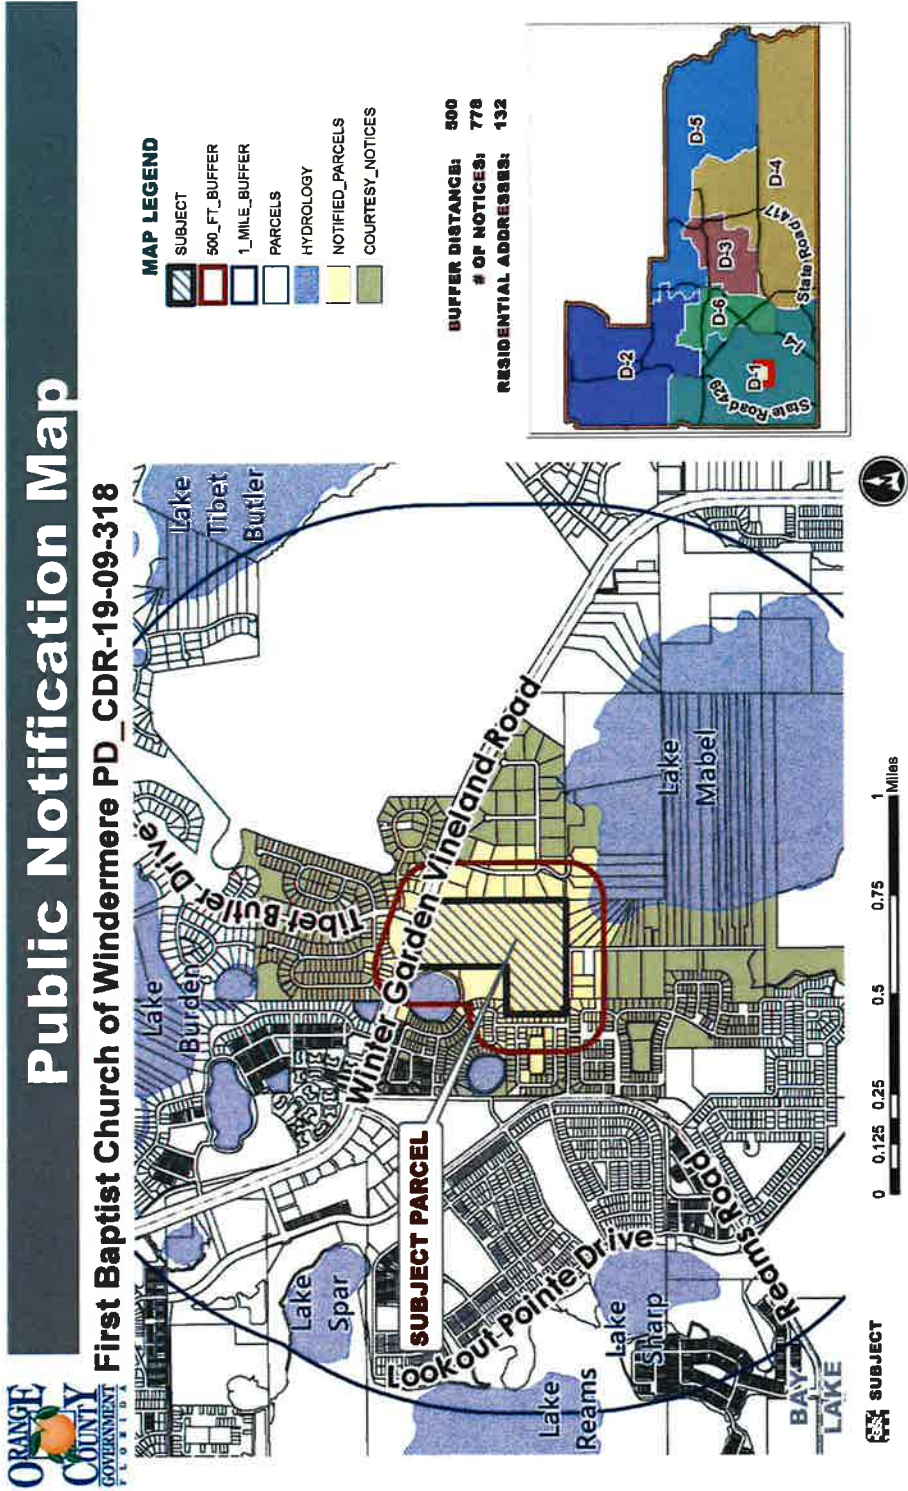 ORANGE
COUNTY
GOVERNMENT
FLORIDA
Public Notification Map
First Baptist Church of Windermere PD_CDR-19-09-318
Lake
Tibet
Butler
Lake
Burden
Tibet Butler Drive
Winter Garden-Vineland-Road
Lake
Mabel
Lake
Spar
SUBJECT PARCEL
Lookout-Pointe-Drive
Lake
Sharp
Reams-Road
Lake
Reams
BAY
LAKE
MAP LEGEND
SUBJECT
500_FT_BUFFER
1_MILE_BUFFER
PARCELS
HYDROLOGY
NOTIFIED_PARCELS
COURTESY_NOTICES
BUFFER DISTANCE: 500
# OF NOTICES: 778
RESIDENTIAL ADDRESSES: 132
D-2
D-5
D-6
D-3
D-4
D-1
State Road 429
State Road 417
I-4
SUBJECT
0 0.125 0.25 0.5 0.75 1
Miles